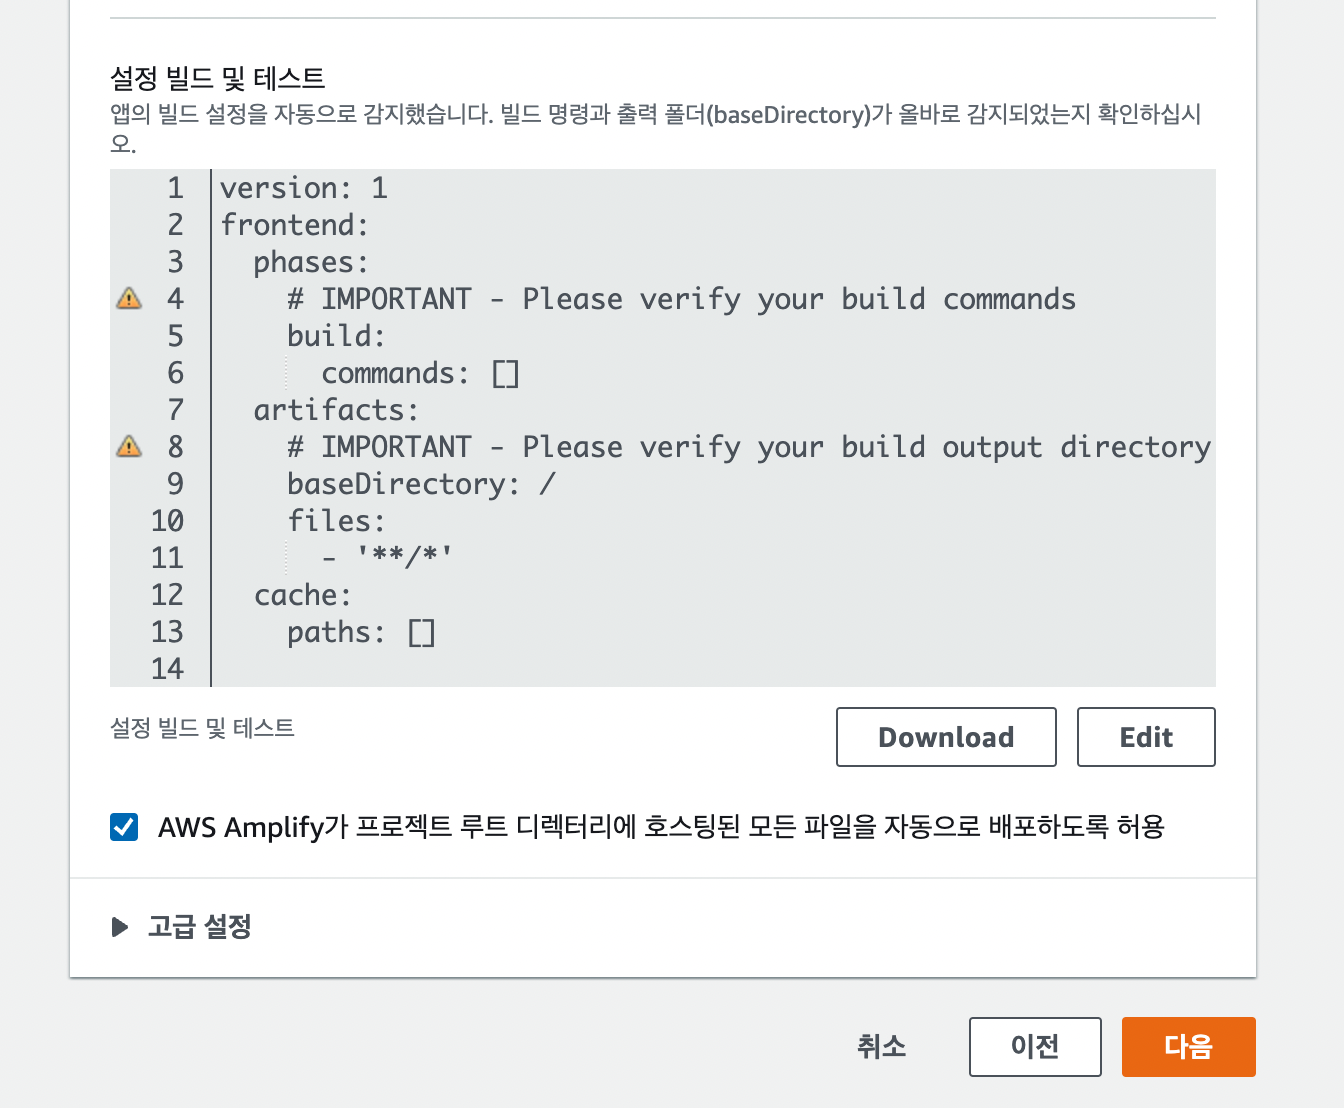 설정 빌드 및 테스트
앱의 빌드 설정을 자동으로 감지했습니다. 빌드 명령과 출력 폴더(baseDirectory)가 올바로 감지되었는지 확인하십시
오.
1 version: 1
2 frontend:
3   phases:
4     # IMPORTANT - Please verify your build commands
5     build:
6       commands: []
7   artifacts:
8     # IMPORTANT - Please verify your build output directory
9     baseDirectory: /
10     files:
11       - '**/*'
12   cache:
13     paths: []
14
설정 빌드 및 테스트
Download Edit
AWS Amplify가 프로젝트 루트 디렉터리에 호스팅된 모든 파일을 자동으로 배포하도록 허용
고급 설정
취소 이전 다음